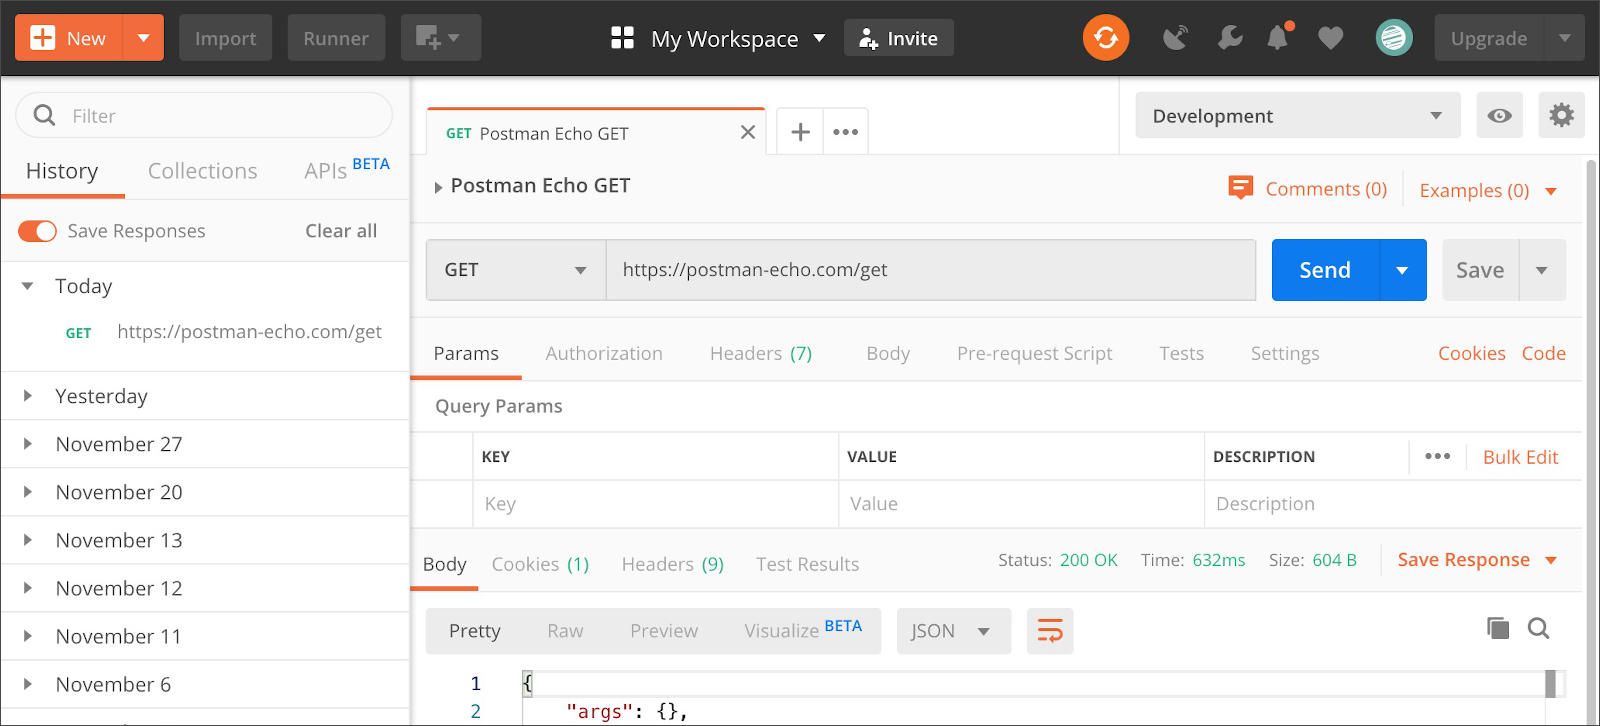 New Import Runner My Workspace Invite Upgrade
Filter
History Collections APIs BETA
Save Responses Clear all
Today
GET https://postman-echo.com/get
Yesterday
November 27
November 20
November 13
November 12
November 11
November 6
GET Postman Echo GET
Development
Postman Echo GET Comments (0) Examples (0)
GET https://postman-echo.com/get Send Save
Params Authorization Headers (7) Body Pre-request Script Tests Settings Cookies Code
Query Params
KEY VALUE DESCRIPTION Bulk Edit
Key Value Description
Body Cookies (1) Headers (9) Test Results Status: 200 OK Time: 632ms Size: 604 B Save Response
Pretty Raw Preview Visualize BETA JSON
1 {
2 "args": {},